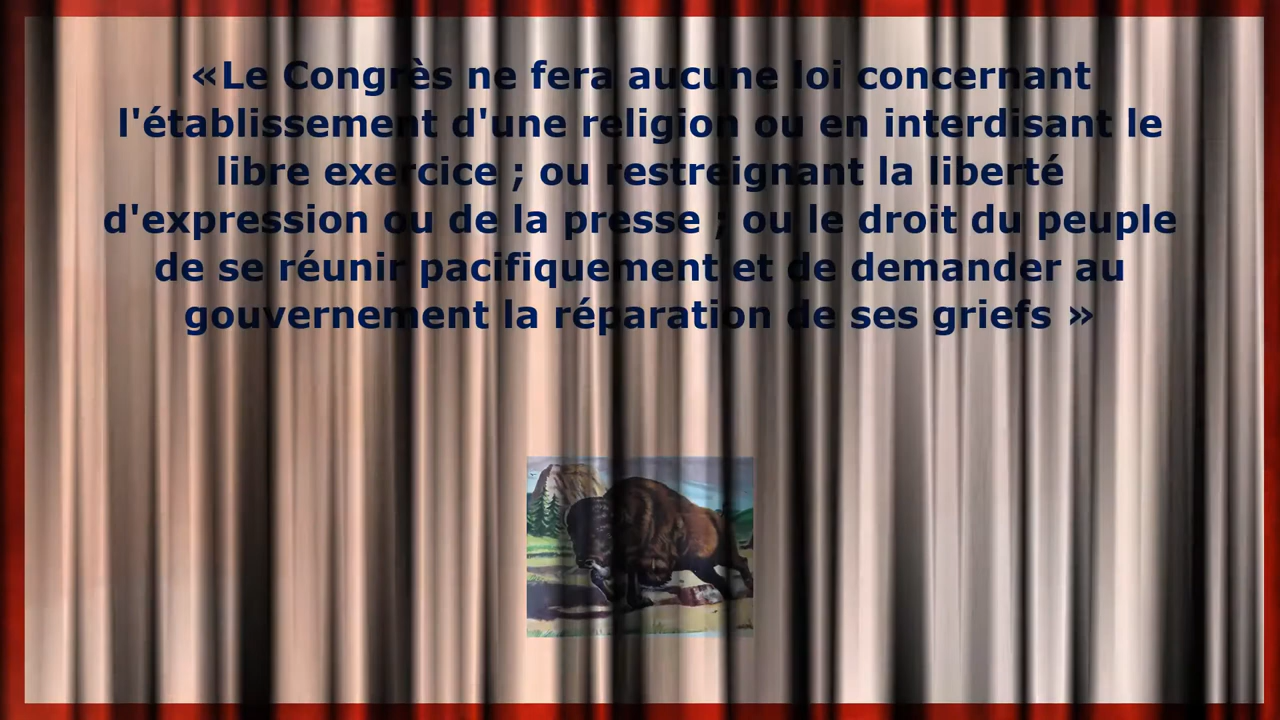 «Le Congrès ne fera aucune loi concernant
l'établissement d'une religion ou en interdisant le
libre exercice ; ou restreignant la liberté
d'expression ou de la presse ; ou le droit du peuple
de se réunir pacifiquement et de demander au
gouvernement la réparation de ses griefs »